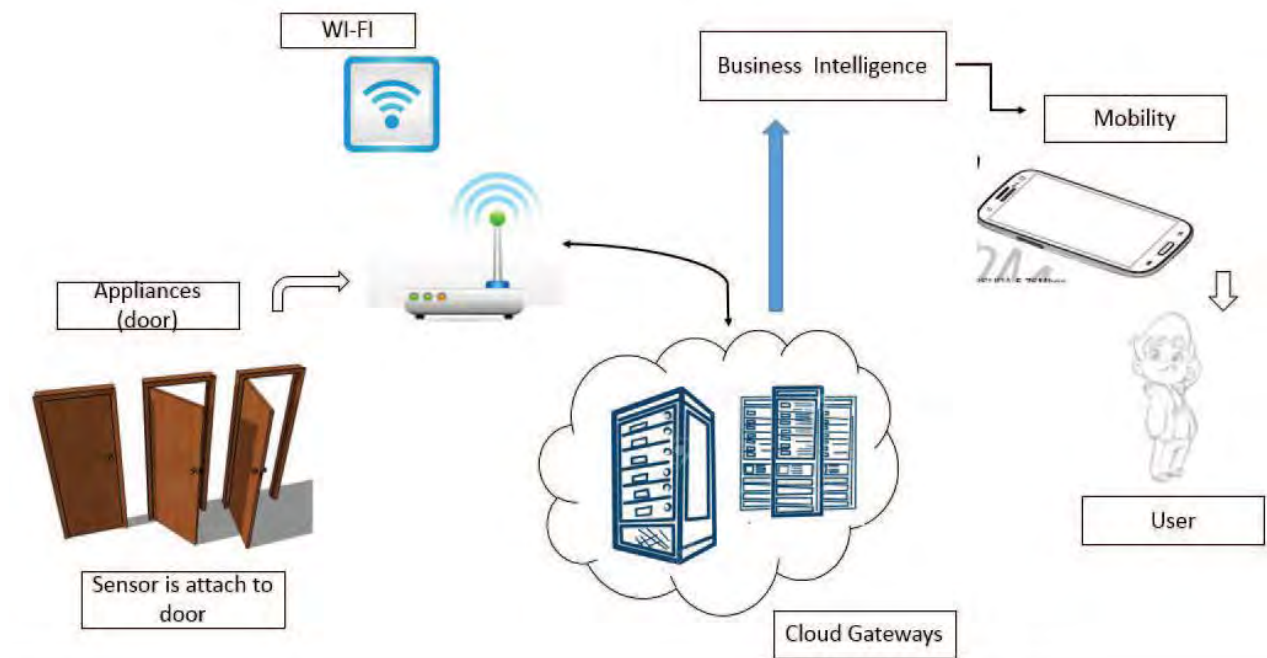 WI-FI
Business Intelligence
Mobility
Appliances
(door)
Sensor is attach to
door
User
Cloud Gateways